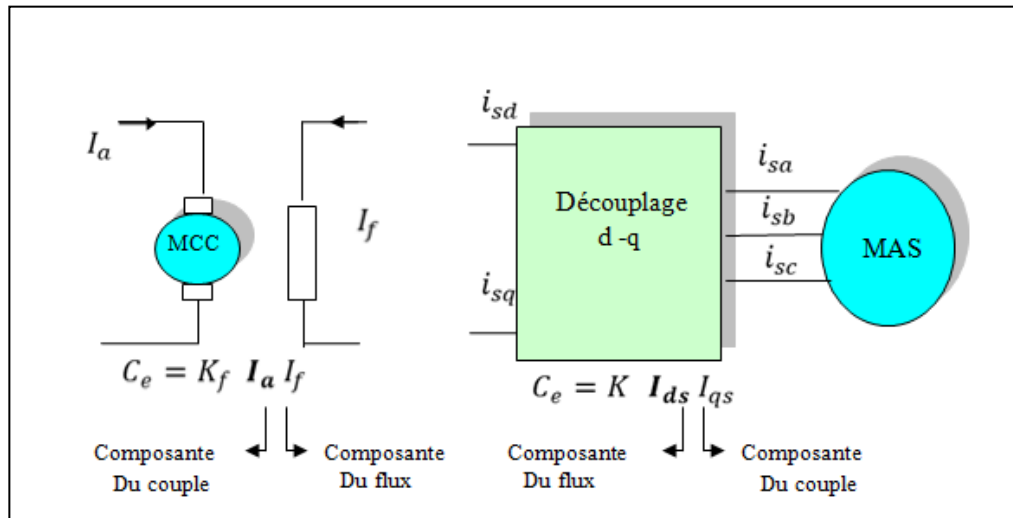 I_a
MCC
I_f
C_e = K_f I_a I_f
Composante
Du couple
Composante
Du flux
i_sd
i_sq
Découplage
d -q
i_sa
i_sb
i_sc
MAS
C_e = K I_ds I_qs
Composante
Du flux
Composante
Du couple